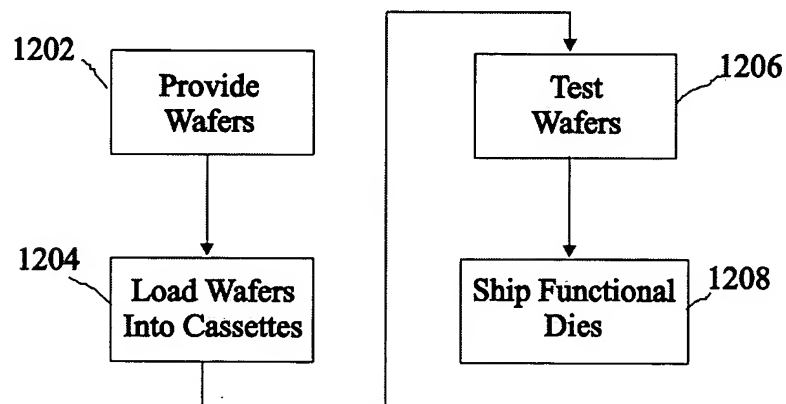 1202
Provide
Wafers
1204
Load Wafers
Into Cassettes
Test
Wafers
1206
Ship Functional
Dies
1208